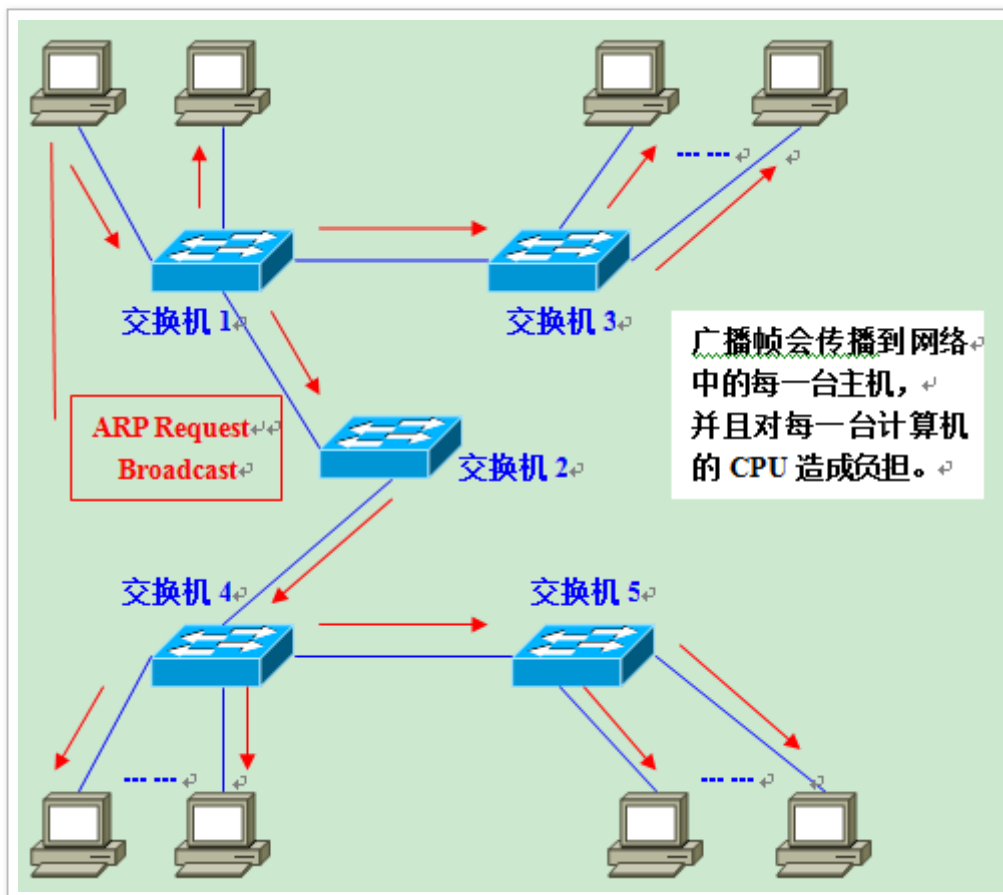 --- ---
交换机 1
交换机 3
广播帧会传播到网络
中的每一台主机，
并且对每一台计算机
的 CPU 造成负担。
ARP Request
Broadcast
交换机 2
交换机 4
交换机 5
--- ---
--- ---